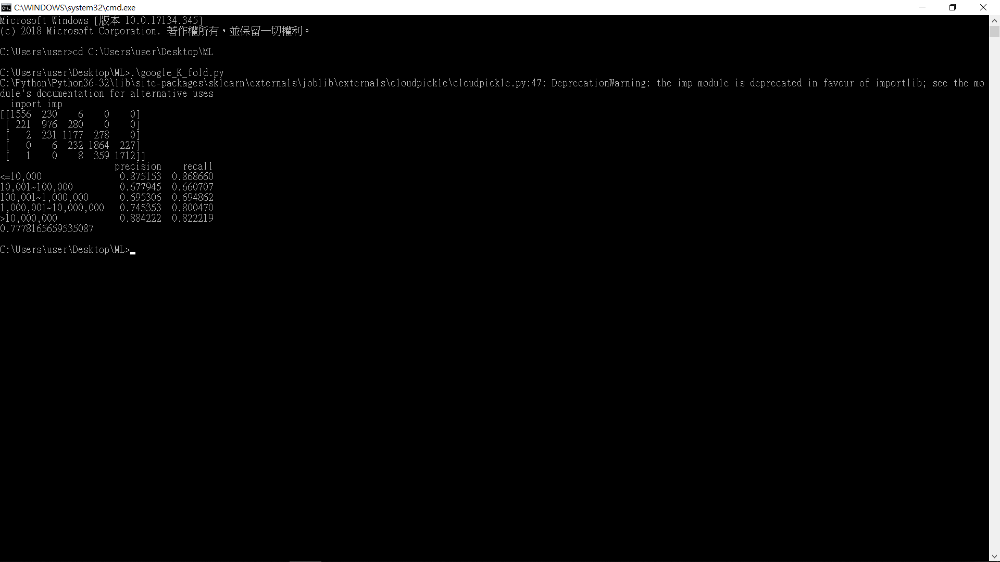 C:\WINDOWS\system32\cmd.exe
Microsoft Windows [版本 10.0.17134.345]
(c) 2018 Microsoft Corporation. 著作權所有，並保留一切權利。
C:\Users\user>cd C:\Users\user\Desktop\ML
C:\Users\user\Desktop\ML>.\google_K_fold.py
C:\Python\Python36-32\lib\site-packages\sklearn\externals\joblib\externals\cloudpickle\cloudpickle.py:47: DeprecationWarning: the imp module is deprecated in favour of importlib; see the mo
dule's documentation for alternative uses
  import imp
[[1556  230    6    0    0]
 [ 221  976  280    0    0]
 [   2  231 1177  278    0]
 [   0    6  232 1864  227]
 [   1    0    8  359 1712]]
                      precision    recall
<=10,000               0.875153  0.868660
10,001~100,000         0.677945  0.660707
100,001~1,000,000      0.695306  0.694862
1,000,001~10,000,000   0.745353  0.800470
>10,000,000            0.884222  0.822219
0.7778165659535087
C:\Users\user\Desktop\ML>